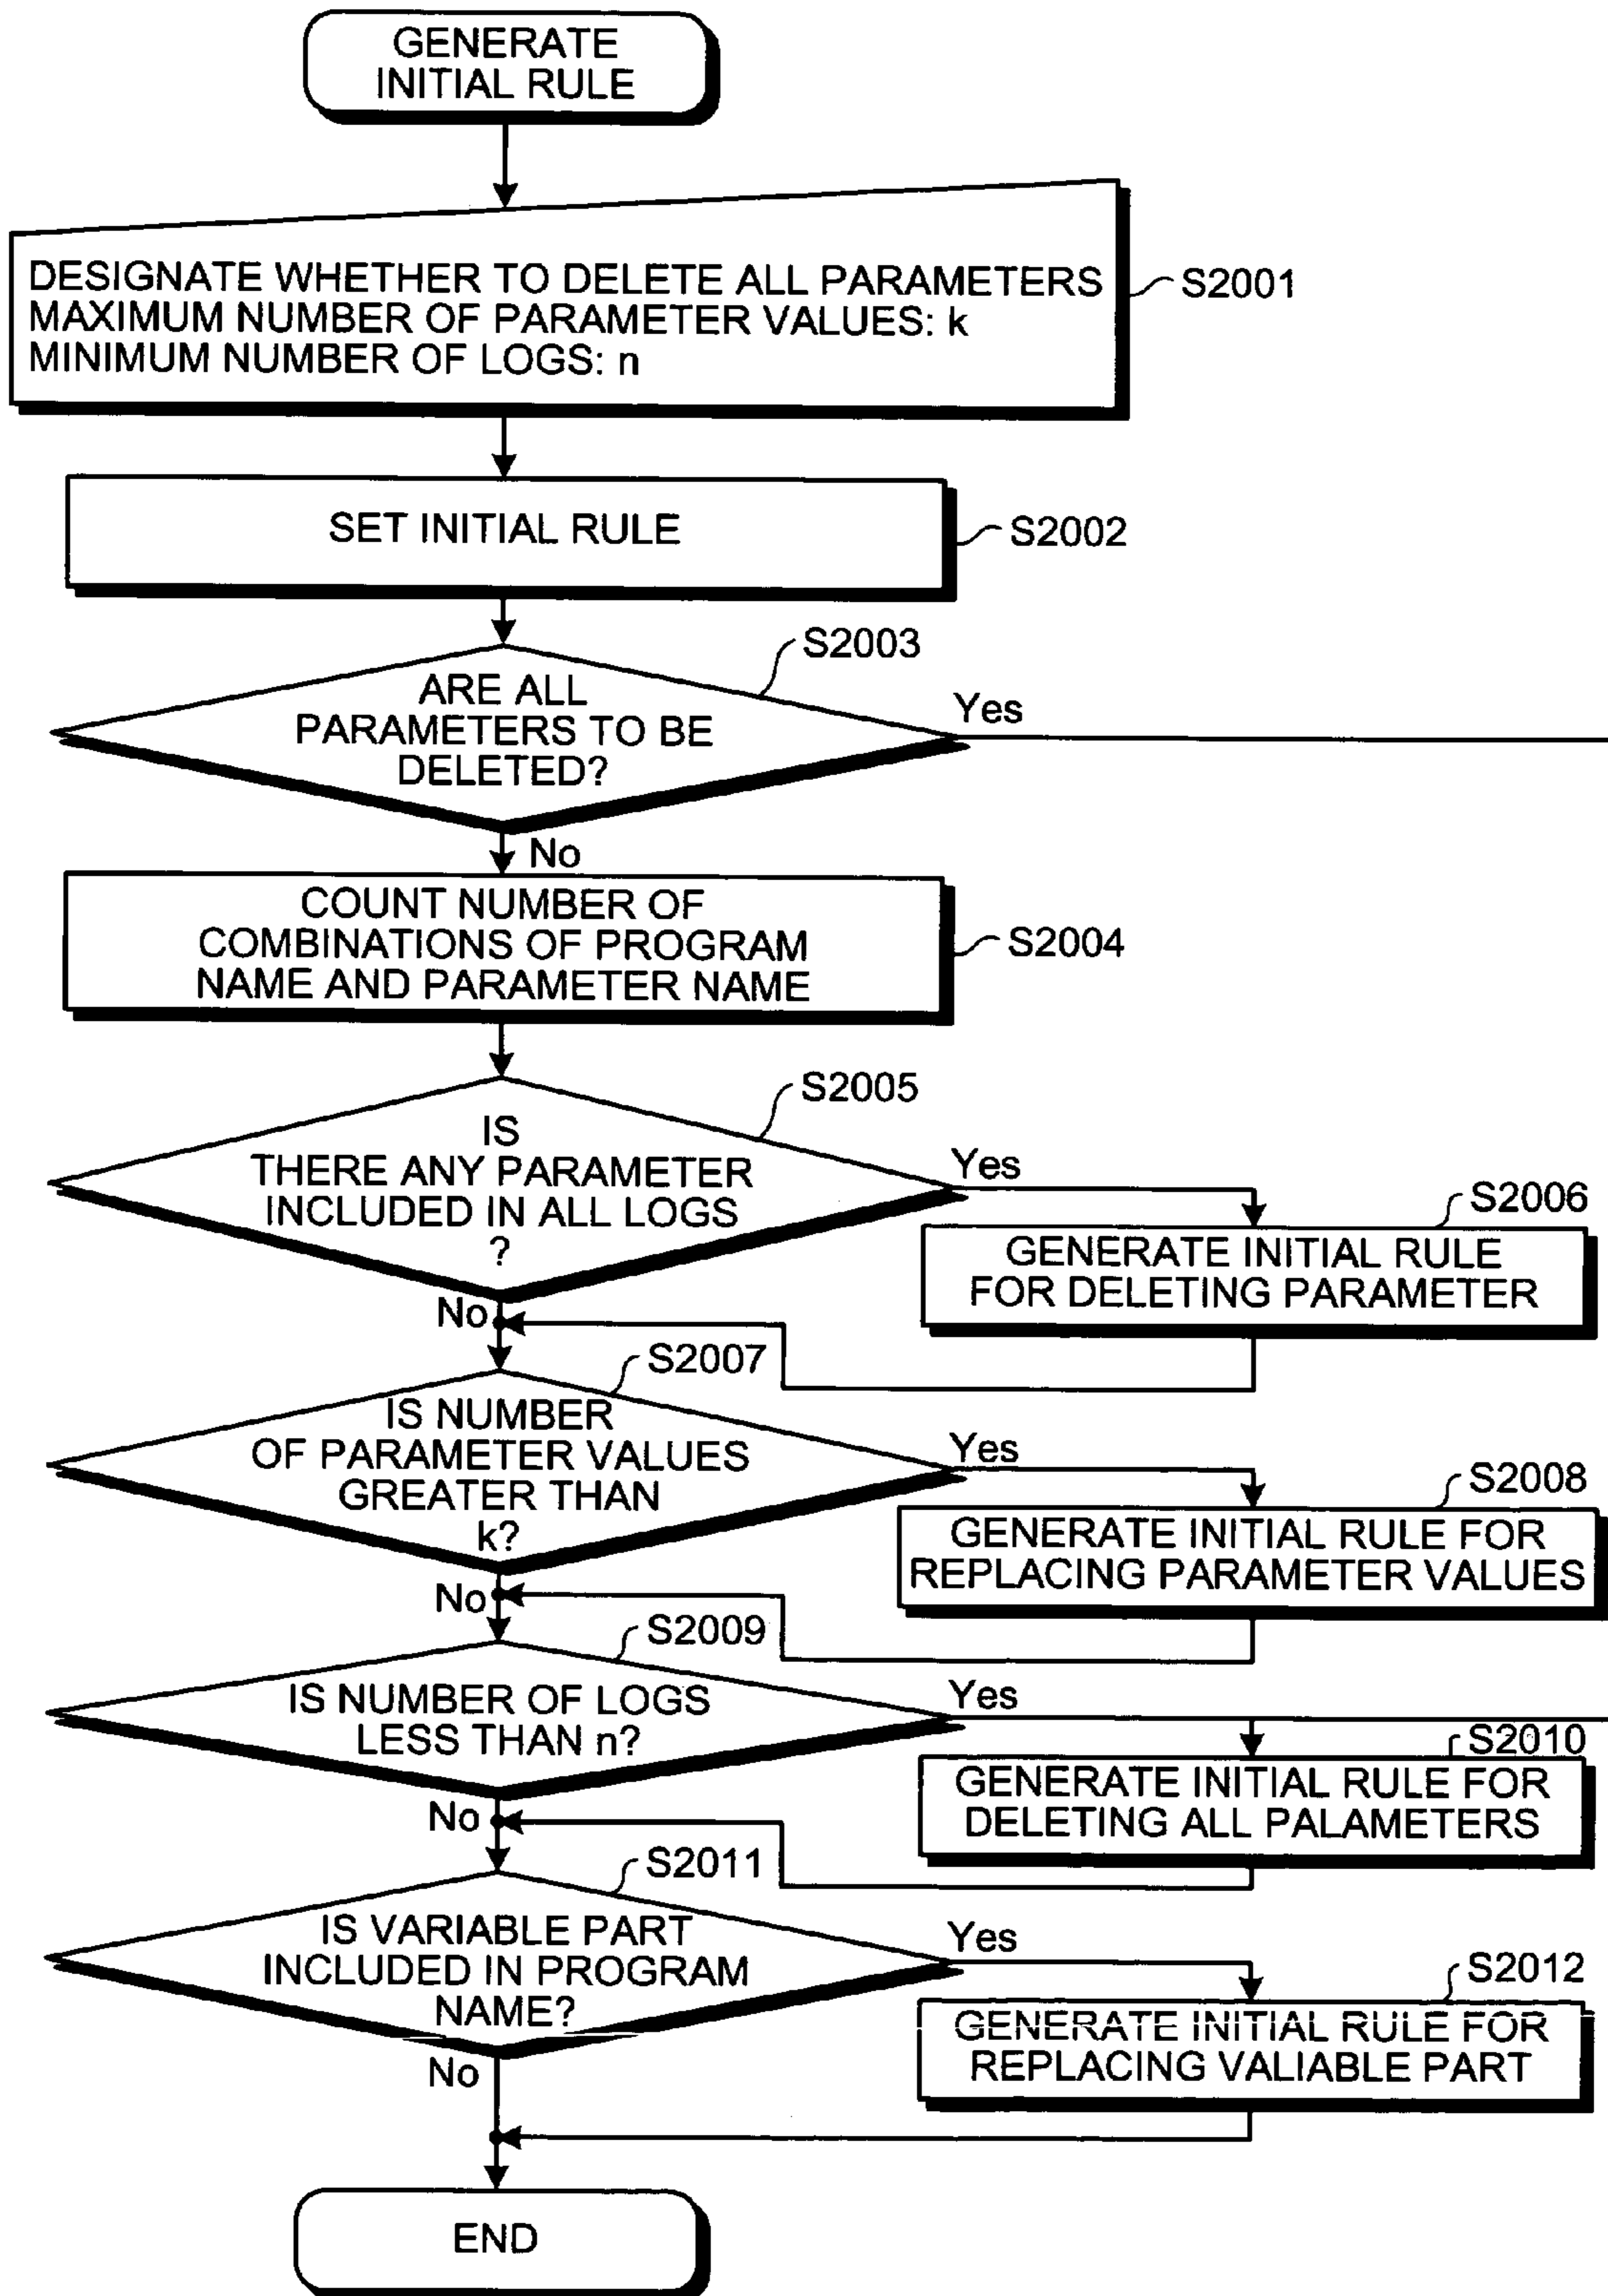 GENERATE
INITIAL RULE
DESIGNATE WHETHER TO DELETE ALL PARAMETERS
MAXIMUM NUMBER OF PARAMETER VALUES: k
MINIMUM NUMBER OF LOGS: n
S2001
SET INITIAL RULE
S2002
S2003
ARE ALL
PARAMETERS TO BE
DELETED?
Yes
No
COUNT NUMBER OF
COMBINATIONS OF PROGRAM
NAME AND PARAMETER NAME
S2004
S2005
IS
THERE ANY PARAMETER
INCLUDED IN ALL LOGS
?
Yes
S2006
GENERATE INITIAL RULE
FOR DELETING PARAMETER
No
S2007
IS NUMBER
OF PARAMETER VALUES
GREATER THAN
k?
Yes
S2008
GENERATE INITIAL RULE FOR
REPLACING PARAMETER VALUES
No
S2009
IS NUMBER OF LOGS
LESS THAN n?
Yes
S2010
GENERATE INITIAL RULE FOR
DELETING ALL PALAMETERS
No
S2011
IS VARIABLE PART
INCLUDED IN PROGRAM
NAME?
Yes
S2012
GENERATE INITIAL RULE FOR
REPLACING VALIABLE PART
No
END